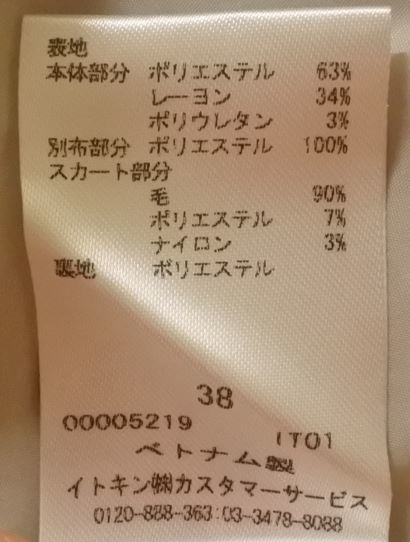 表地
本体部分 ポリエステル 63%
レーヨン 34%
ポリウレタン 3%
別布部分 ポリエステル 100%
スカート部分
毛 90%
ポリエステル 7%
ナイロン 3%
裏地 ポリエステル
38
00005219 IT01
ベトナム製
イトキン㈱カスタマーサービス
0120-888-363:03-3478-8088